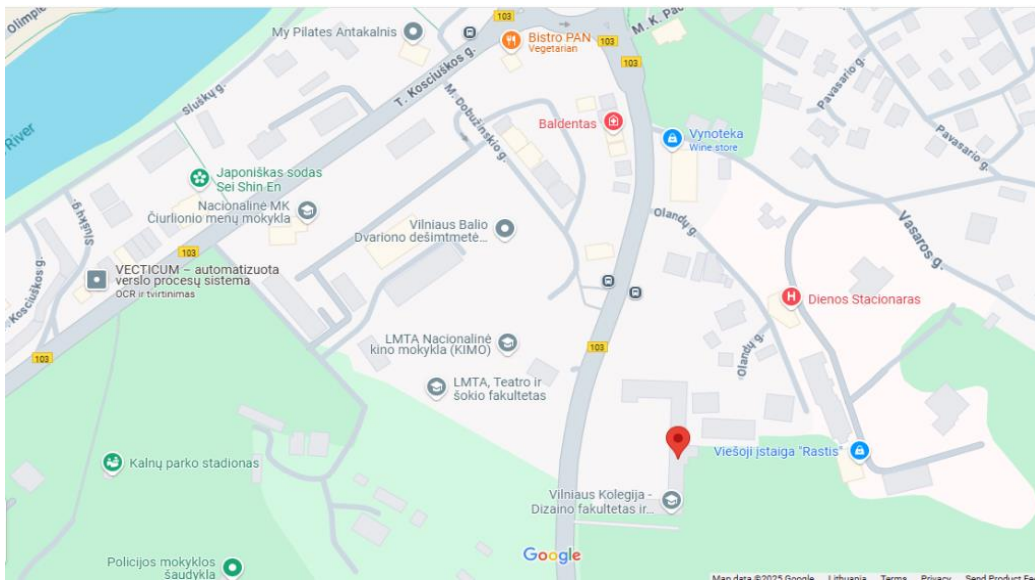 Olimpie
103
My Pilates Antakalnis
Bistro PAN
Vegetarian
103
M. K. Pac
103
T. Kosciuškos g.
Sluškų g.
M. Dobužinskio g.
Baldentas
Vynoteka
Wine store
Pavasario g.
Pavasario g.
River
Japoniškas sodas
Sei Shin En
Nacionalinė MK
Čiurlionio menų mokykla
Vilniaus Balio
Dvariono dešimtmetė...
Olandų g.
Vasaros g.
Sluškų g.
103
VECTICUM – automatizuota
verslo procesų sistema
OCR ir tvirtinimas
Kosciuškos g.
Dienos Stacionaras
H
LMTA Nacionalinė
kino mokykla (KIMO)
103
103
Olandų g.
LMTA, Teatro ir
šokio fakultetas
Kalnų parko stadionas
Viešoji įstaiga "Rastis"
Vilniaus Kolegija -
Dizaino fakultetas ir...
Policijos mokyklos
šaudykla
Google
Map data ©2025 Google Lithuania Terms Privacy Send Product Fe